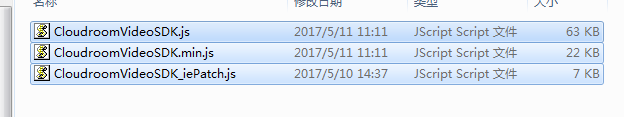 名称 修改日期 类型 大小
CloudroomVideoSDK.js 2017/5/11 11:11 JScript Script 文件 63 KB
CloudroomVideoSDK.min.js 2017/5/11 11:11 JScript Script 文件 22 KB
CloudroomVideoSDK_iePatch.js 2017/5/10 14:37 JScript Script 文件 7 KB